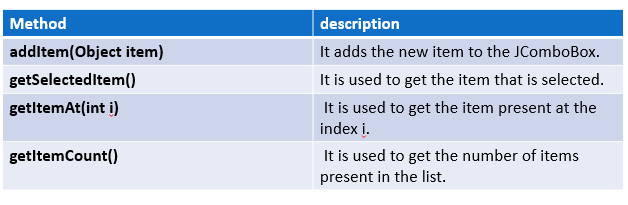 Method description
addItem(Object item) It adds the new item to the JComboBox.
getSelectedItem() It is used to get the item that is selected.
getItemAt(int i) It is used to get the item present at the
index i.
getItemCount() It is used to get the number of items
present in the list.